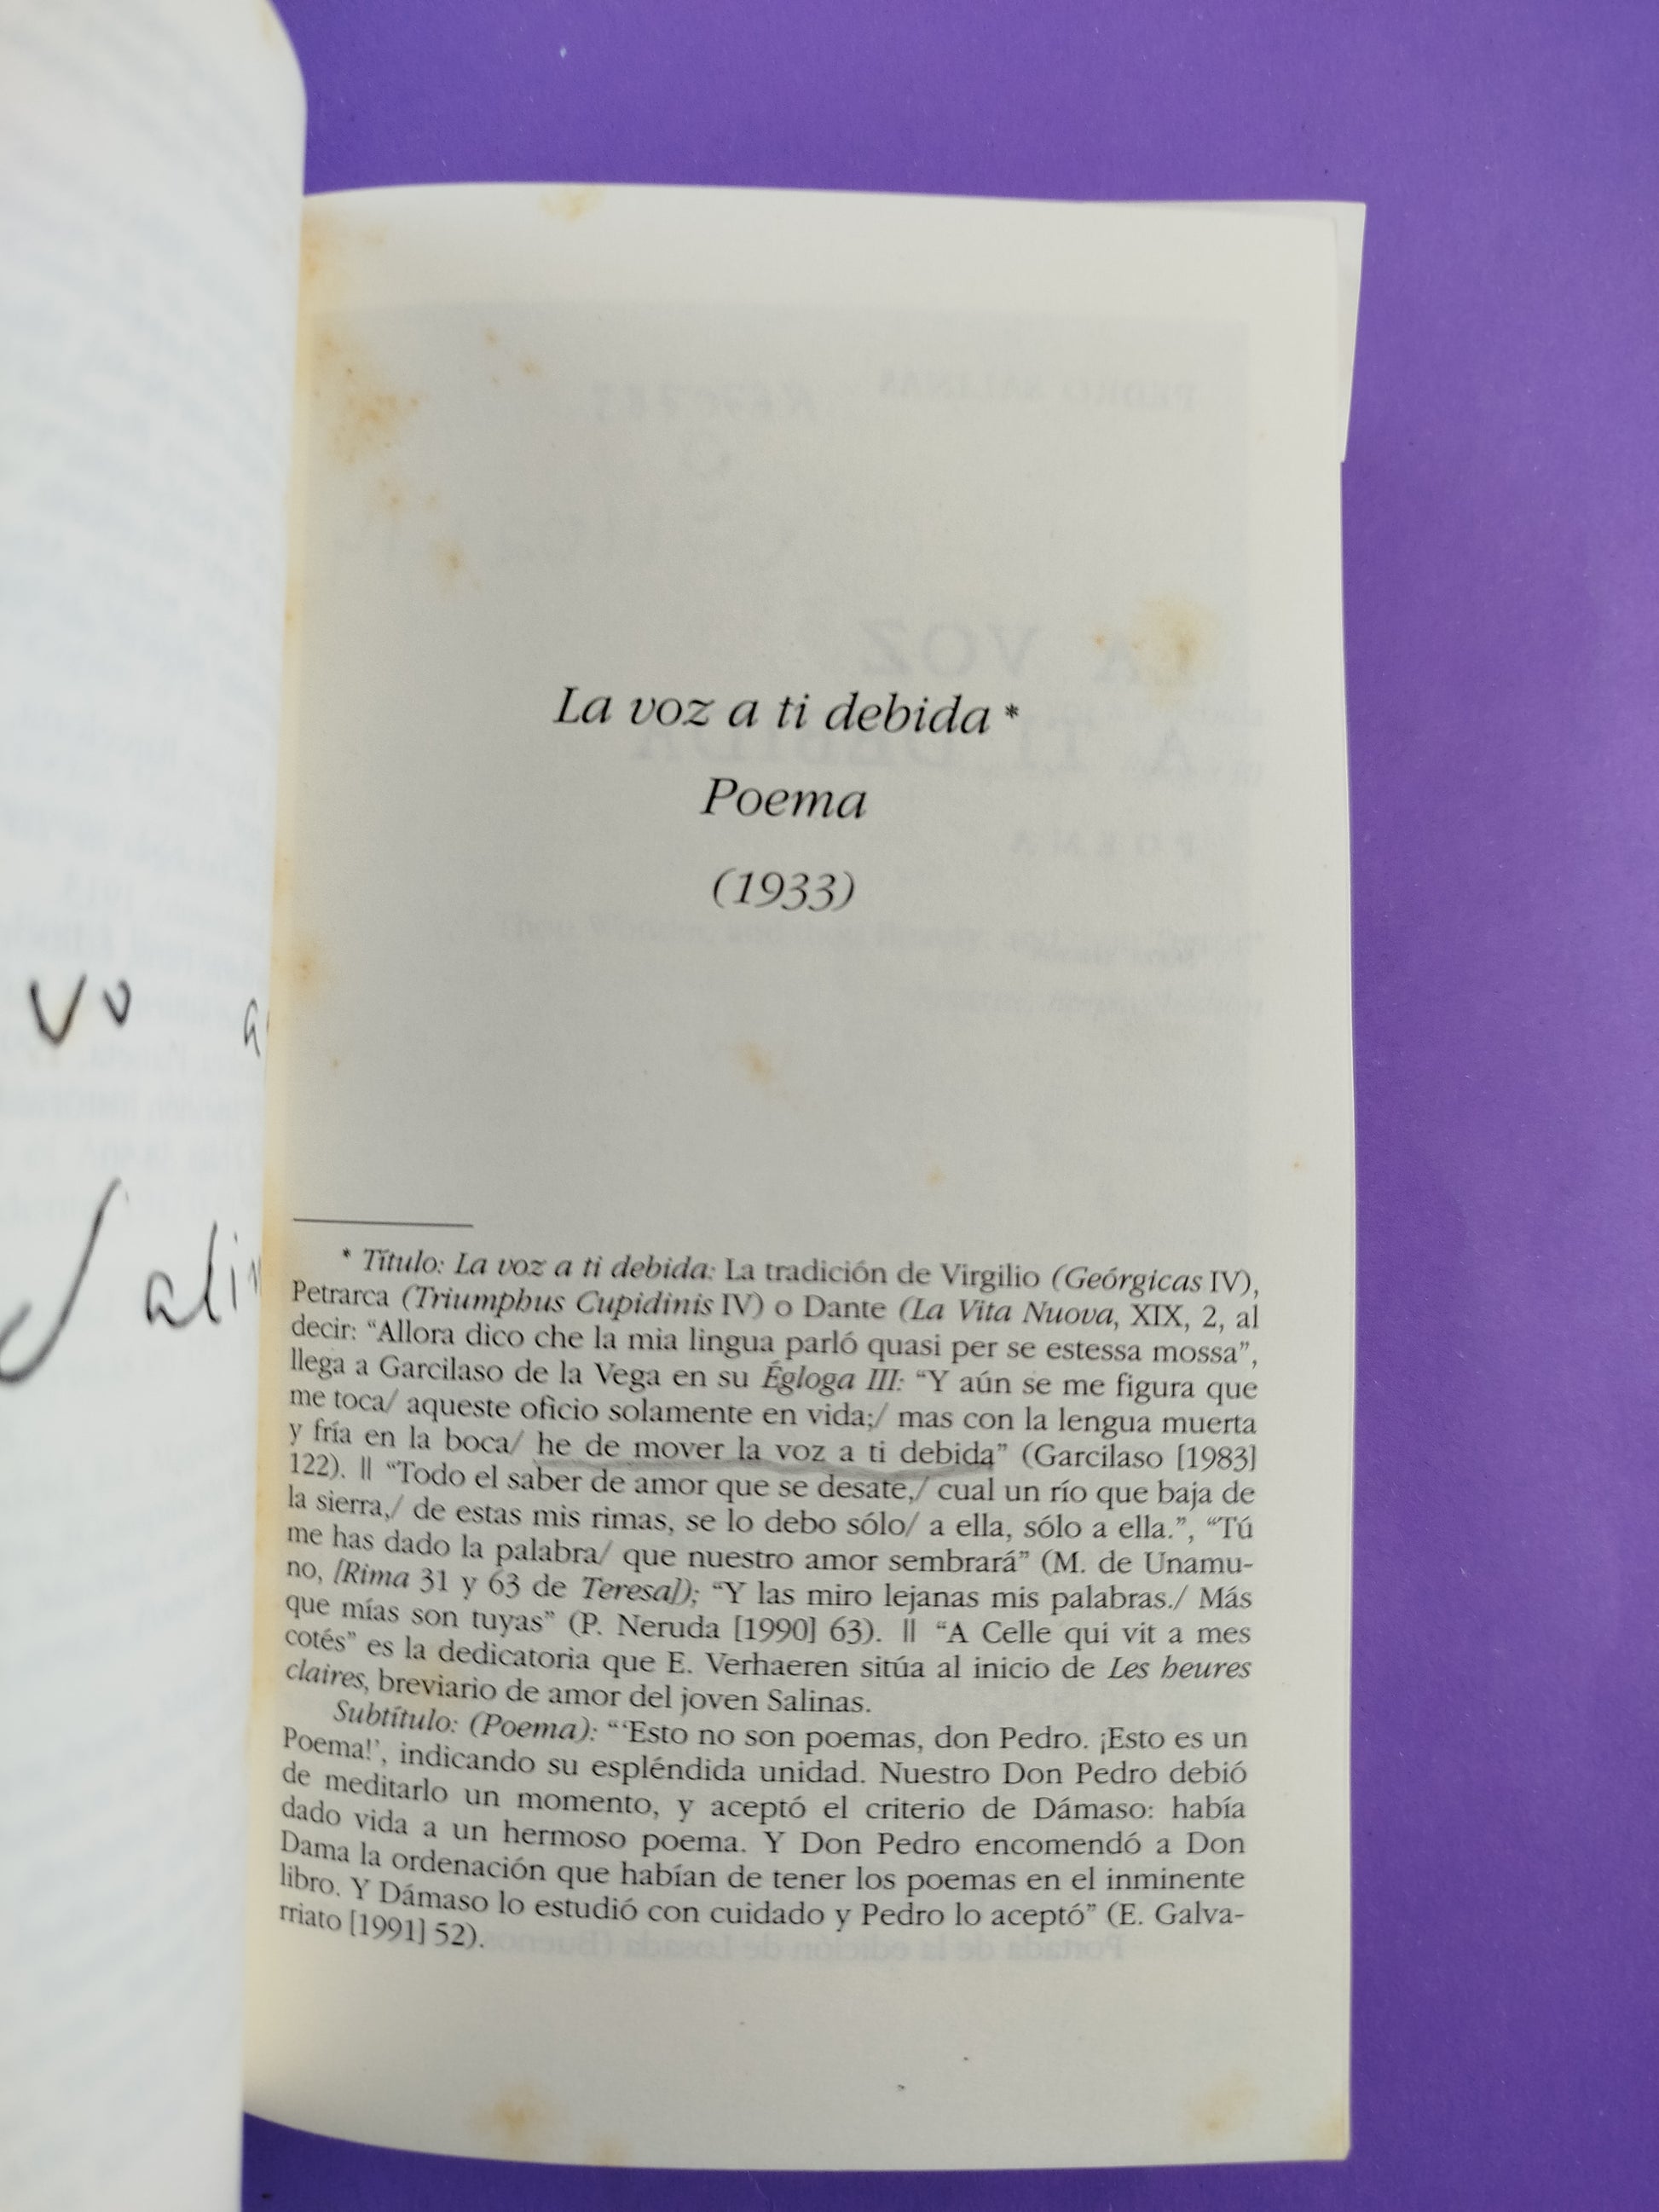 La voz a ti debida *
Poema
(1933)
* Título: La voz a ti debida: La tradición de Virgilio (Geórgicas IV),
Petrarca (Triumphus Cupidinis IV) o Dante (La Vita Nuova, XIX, 2, al
decir: “Allora dico che la mia lingua parló quasi per se estessa mossa”,
llega a Garcilaso de la Vega en su Égloga III: “Y aún se me figura que
me toca/ aqueste oficio solamente en vida;/ mas con la lengua muerta
y fría en la boca/ he de mover la voz a ti debida” (Garcilaso [1983]
122). || “Todo el saber de amor que se desate,/ cual un río que baja de
la sierra,/ de estas mis rimas, se lo debo sólo/ a ella, sólo a ella.”, “Tú
me has dado la palabra/ que nuestro amor sembrará” (M. de Unamu-
no, [Rima 31 y 63 de Teresa]); “Y las miro lejanas mis palabras./ Más
que mías son tuyas” (P. Neruda [1990] 63). || “A Celle qui vit a mes
cotés” es la dedicatoria que E. Verhaeren sitúa al inicio de Les heures
claires, breviario de amor del joven Salinas.
Subtítulo: (Poema): “‘Esto no son poemas, don Pedro. ¡Esto es un
Poema!’, indicando su espléndida unidad. Nuestro Don Pedro debió
de meditarlo un momento, y aceptó el criterio de Dámaso: había
dado vida a un hermoso poema. Y Don Pedro encomendó a Don
Dama la ordenación que habían de tener los poemas en el inminente
libro. Y Dámaso lo estudió con cuidado y Pedro lo aceptó” (E. Galva-
rriato [1991] 52).